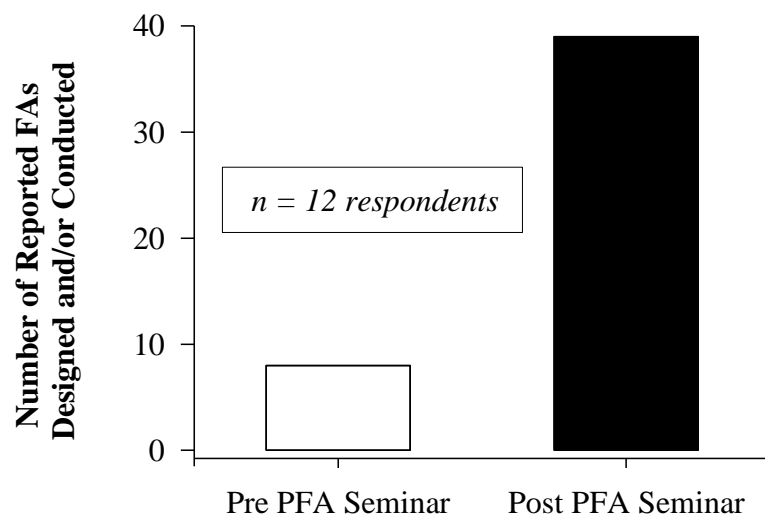 Number of Reported FAs
Designed and/or Conducted
40
30
20
10
0
n = 12 respondents
Pre PFA Seminar
Post PFA Seminar